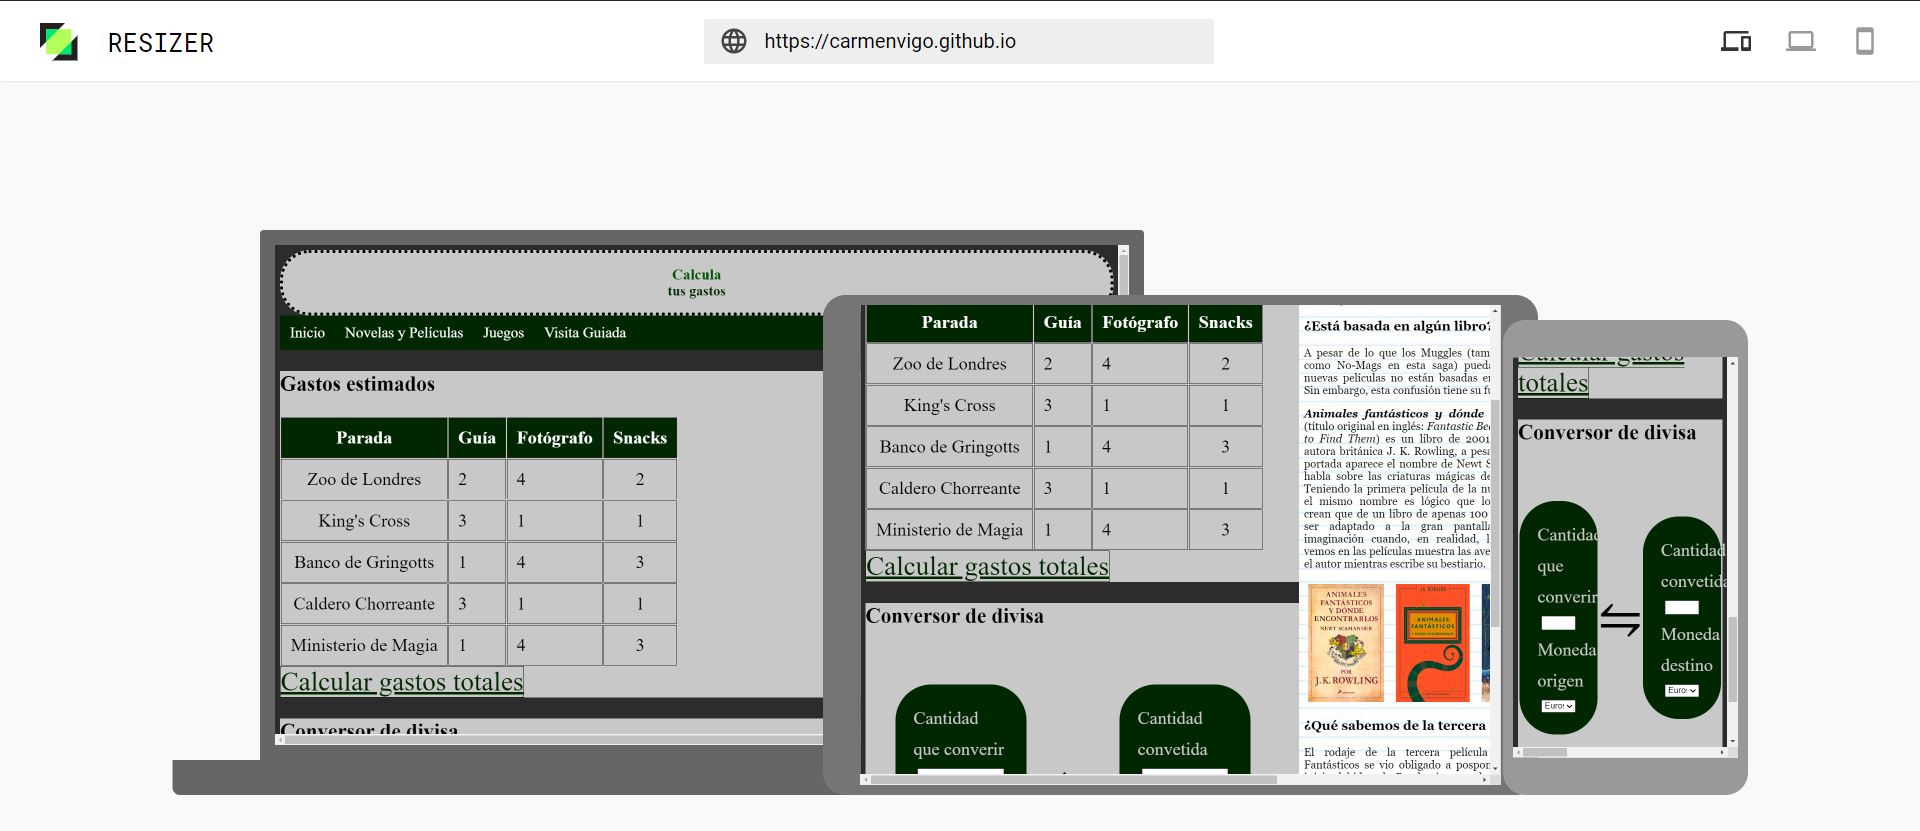 RESIZER
https://carmenvigo.github.io
Calcula
tus gastos
Inicio Novelas y Películas Juegos Visita Guiada
Gastos estimados
Parada Guía Fotógrafo Snacks
Zoo de Londres 2 4 2
King's Cross 3 1 1
Banco de Gringotts 1 4 3
Caldero Chorreante 3 1 1
Ministerio de Magia 1 4 3
Calcular gastos totales
Conversor de divisa
Parada Guía Fotógrafo Snacks
Zoo de Londres 2 4 2
King's Cross 3 1 1
Banco de Gringotts 1 4 3
Caldero Chorreante 3 1 1
Ministerio de Magia 1 4 3
Calcular gastos totales
Conversor de divisa
Cantidad
que converir
Cantidad
convetida
¿Está basada en algún libro?
A pesar de lo que los Muggles (tam
como No-Mags en esta saga) pueda
nuevas películas no están basadas e
Sin embargo, esta confusión tiene su f
Animales fantásticos y dónde
(título original en inglés: Fantastic Be
to Find Them) es un libro de 2001
autora británica J. K. Rowling, a pesa
portada aparece el nombre de Newt S
habla sobre las criaturas mágicas de
Teniendo la primera película de la nu
el mismo nombre es lógico que lo
crean que de un libro de apenas 100
ser adaptado a la gran pantalla
imaginación cuando, en realidad, l
vemos en las películas muestra las ave
el autor mientras escribe su bestiario.
ANIMALES
FANTÁSTICOS
Y DÓNDE
ENCONTRARLOS
NEWT SCAMANDER
POR
J.K.ROWLING
J.K. ROWLING
ANIMALES
FANTÁSTICOS
¿Qué sabemos de la tercera
El rodaje de la tercera película
Fantásticos se vio obligado a pospon
Calcular gastos
totales
Conversor de divisa
Cantidad
que
converir
Moneda
origen
Euro
Cantidad
convetida
Moneda
destino
Euro